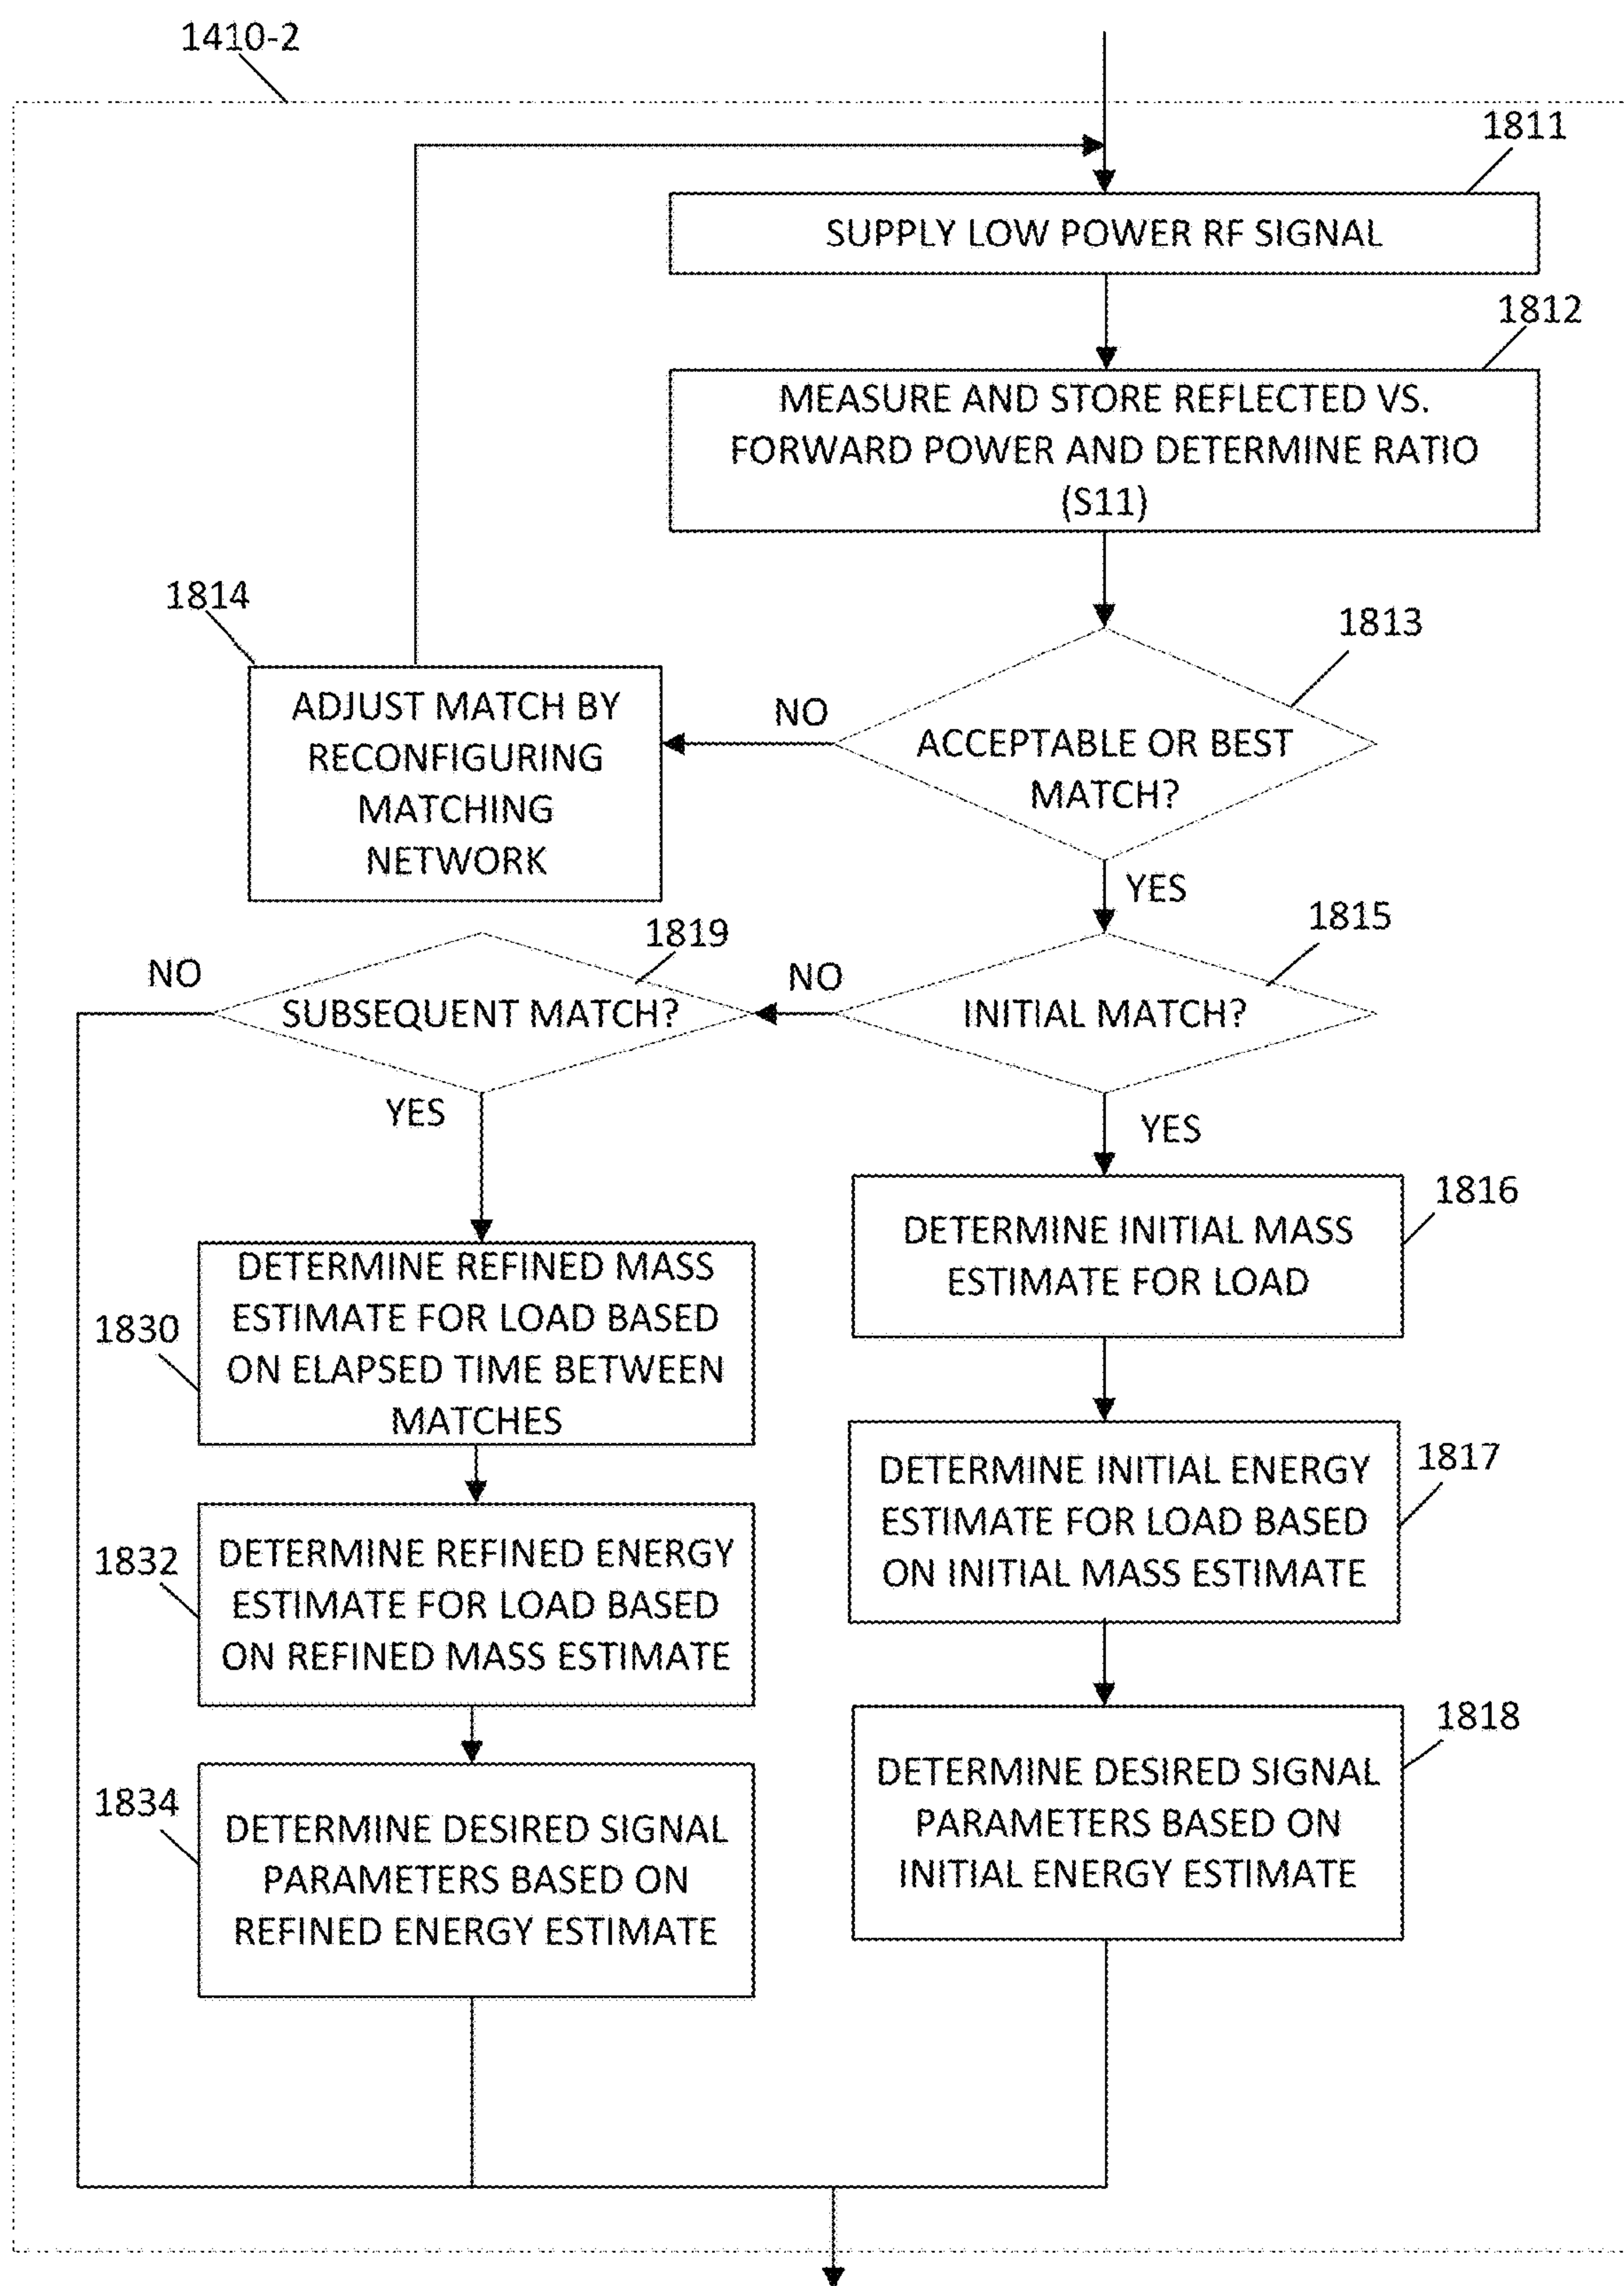 1410-2
1811
SUPPLY LOW POWER RF SIGNAL
1812
MEASURE AND STORE REFLECTED VS.
FORWARD POWER AND DETERMINE RATIO
(S11)
1814
ADJUST MATCH BY
RECONFIGURING
MATCHING
NETWORK
NO
1813
ACCEPTABLE OR BEST
MATCH?
YES
NO
1819
SUBSEQUENT MATCH?
NO
1815
INITIAL MATCH?
YES
YES
1816
DETERMINE INITIAL MASS
ESTIMATE FOR LOAD
1830
DETERMINE REFINED MASS
ESTIMATE FOR LOAD BASED
ON ELAPSED TIME BETWEEN
MATCHES
1817
DETERMINE INITIAL ENERGY
ESTIMATE FOR LOAD BASED
ON INITIAL MASS ESTIMATE
1832
DETERMINE REFINED ENERGY
ESTIMATE FOR LOAD BASED
ON REFINED MASS ESTIMATE
1818
DETERMINE DESIRED SIGNAL
PARAMETERS BASED ON
INITIAL ENERGY ESTIMATE
1834
DETERMINE DESIRED SIGNAL
PARAMETERS BASED ON
REFINED ENERGY ESTIMATE